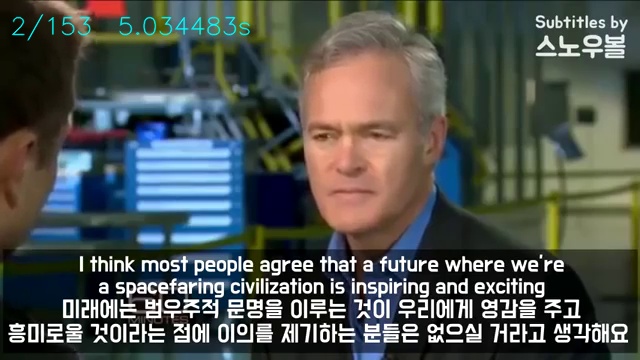 2/153 5.034483s
Subtitles by
스노우볼
I think most people agree that a future where we're
a spacefaring civilization is inspiring and exciting
미래에는 범우주적 문명을 이루는 것이 우리에게 영감을 주고
흥미로울 것이라는 점에 이의를 제기하는 분들은 없으실 거라고 생각해요